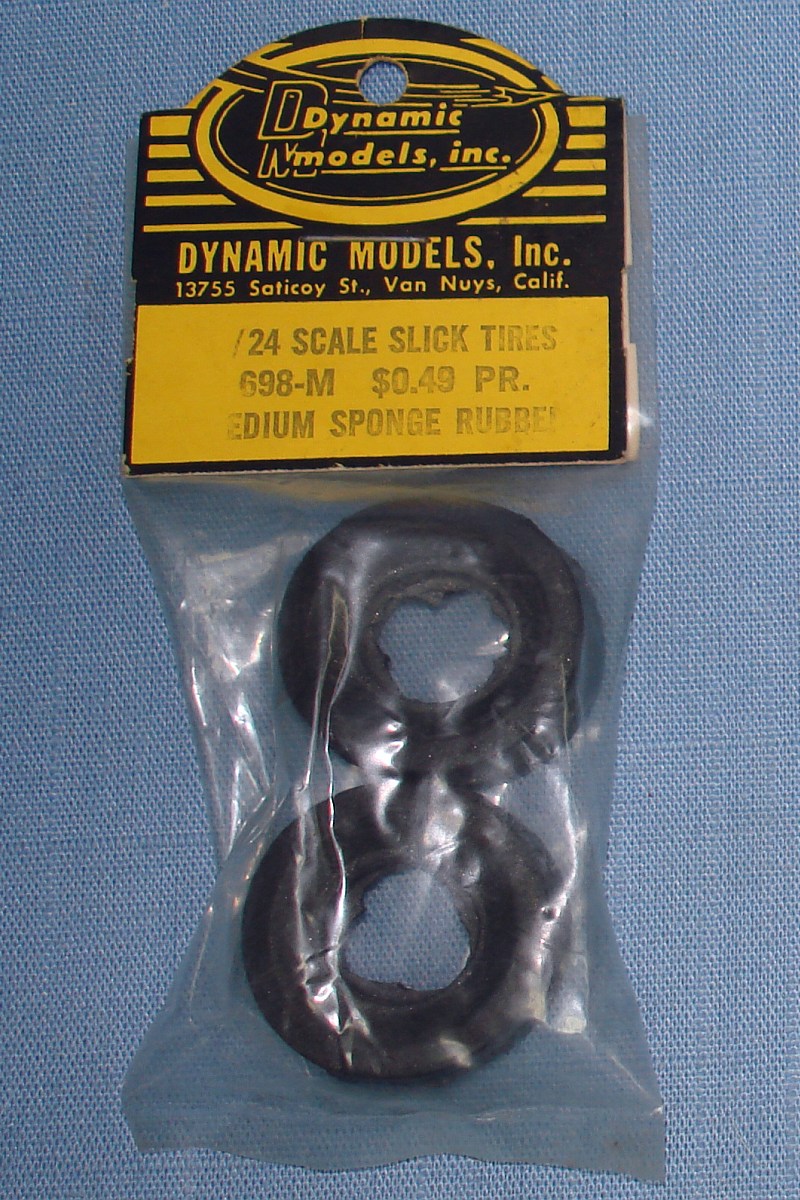 D Dynamic
M models, inc.
DYNAMIC MODELS, Inc.
13755 Saticoy St., Van Nuys, Calif.
/24 SCALE SLICK TIRES
698-M $0.49 PR.
EDIUM SPONGE RUBBE